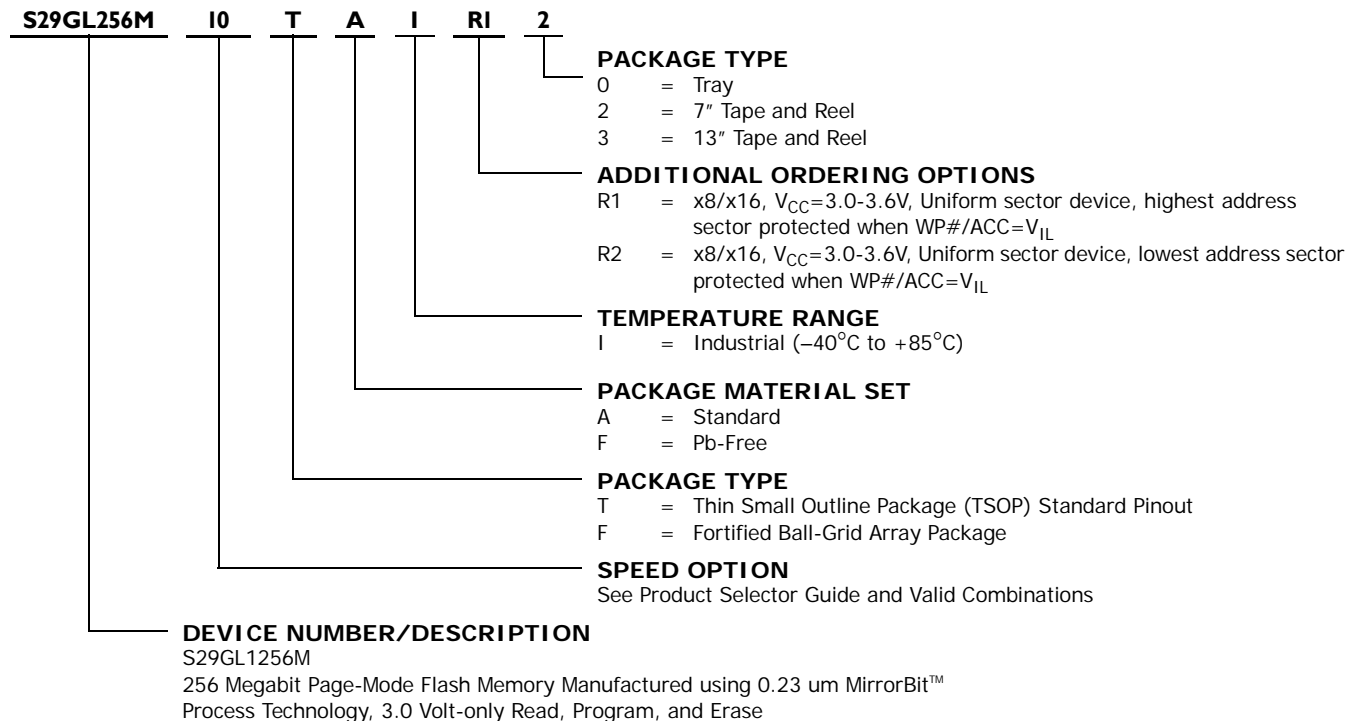 S29GL256M 10 T A I R1 2
PACKAGE TYPE
0 = Tray
2 = 7″ Tape and Reel
3 = 13″ Tape and Reel
ADDITIONAL ORDERING OPTIONS
R1 = x8/x16, VCC=3.0-3.6V, Uniform sector device, highest address
sector protected when WP#/ACC=VIL
R2 = x8/x16, VCC=3.0-3.6V, Uniform sector device, lowest address sector
protected when WP#/ACC=VIL
TEMPERATURE RANGE
I = Industrial (–40°C to +85°C)
PACKAGE MATERIAL SET
A = Standard
F = Pb-Free
PACKAGE TYPE
T = Thin Small Outline Package (TSOP) Standard Pinout
F = Fortified Ball-Grid Array Package
SPEED OPTION
See Product Selector Guide and Valid Combinations
DEVICE NUMBER/DESCRIPTION
S29GL1256M
256 Megabit Page-Mode Flash Memory Manufactured using 0.23 um MirrorBit™
Process Technology, 3.0 Volt-only Read, Program, and Erase